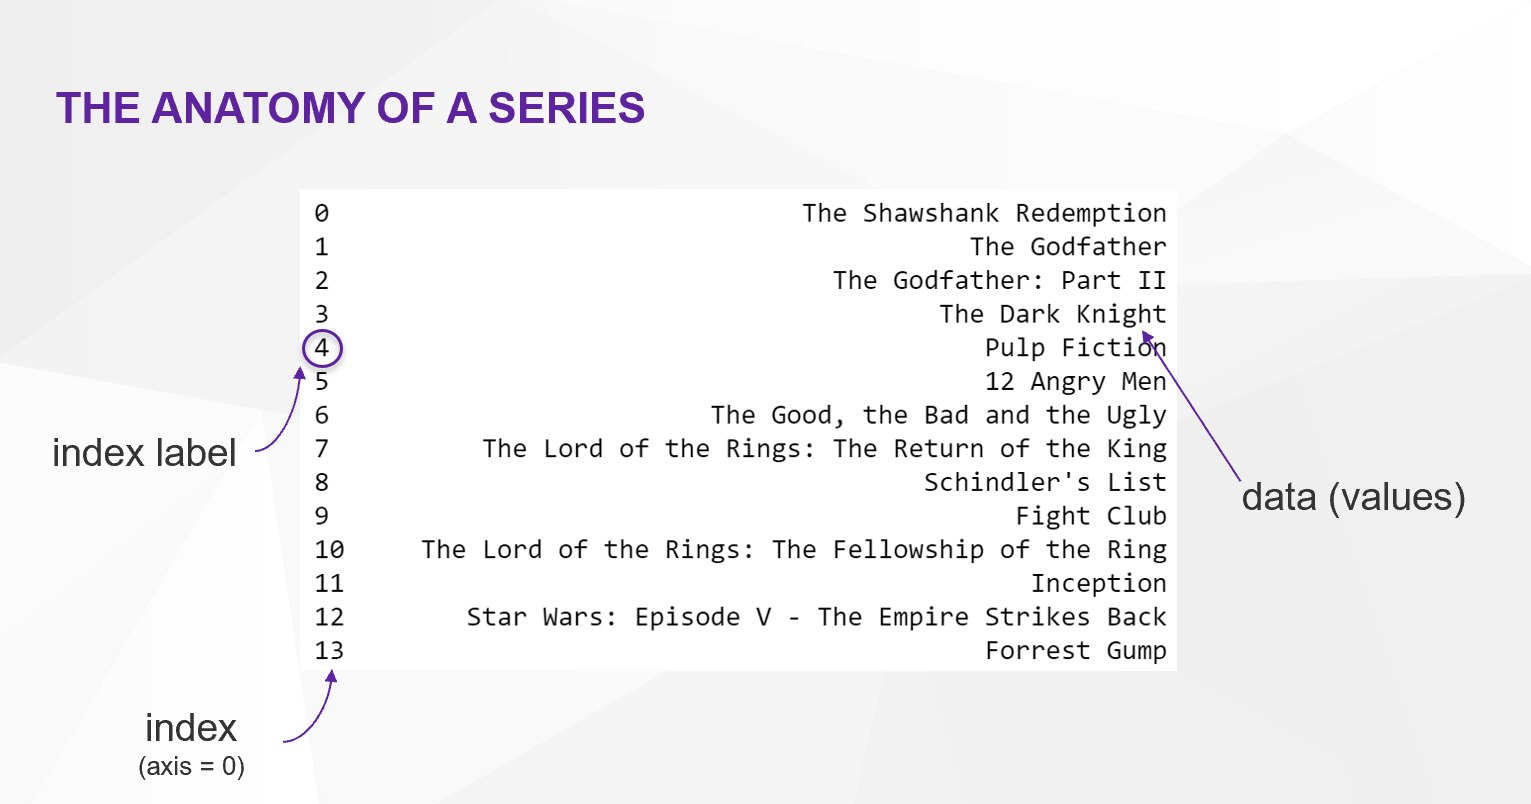 THE ANATOMY OF A SERIES
0 The Shawshank Redemption
1 The Godfather
2 The Godfather: Part II
3 The Dark Knight
4 Pulp Fiction
5 12 Angry Men
6 The Good, the Bad and the Ugly
7 The Lord of the Rings: The Return of the King
8 Schindler's List
9 Fight Club
10 The Lord of the Rings: The Fellowship of the Ring
11 Inception
12 Star Wars: Episode V - The Empire Strikes Back
13 Forrest Gump
index label
data (values)
index
(axis = 0)